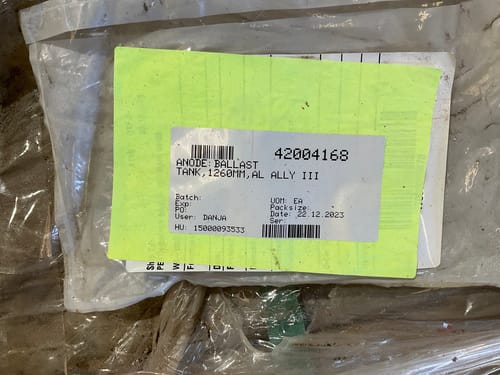 42004168
ANODE:BALLAST
TANK,1260MM,AL ALLY III
Batch:
Exp:
PO:
User: DANJA
HU: 15000093533
UOM: EA
Packsize:
Date: 22.12.2023
Ser: